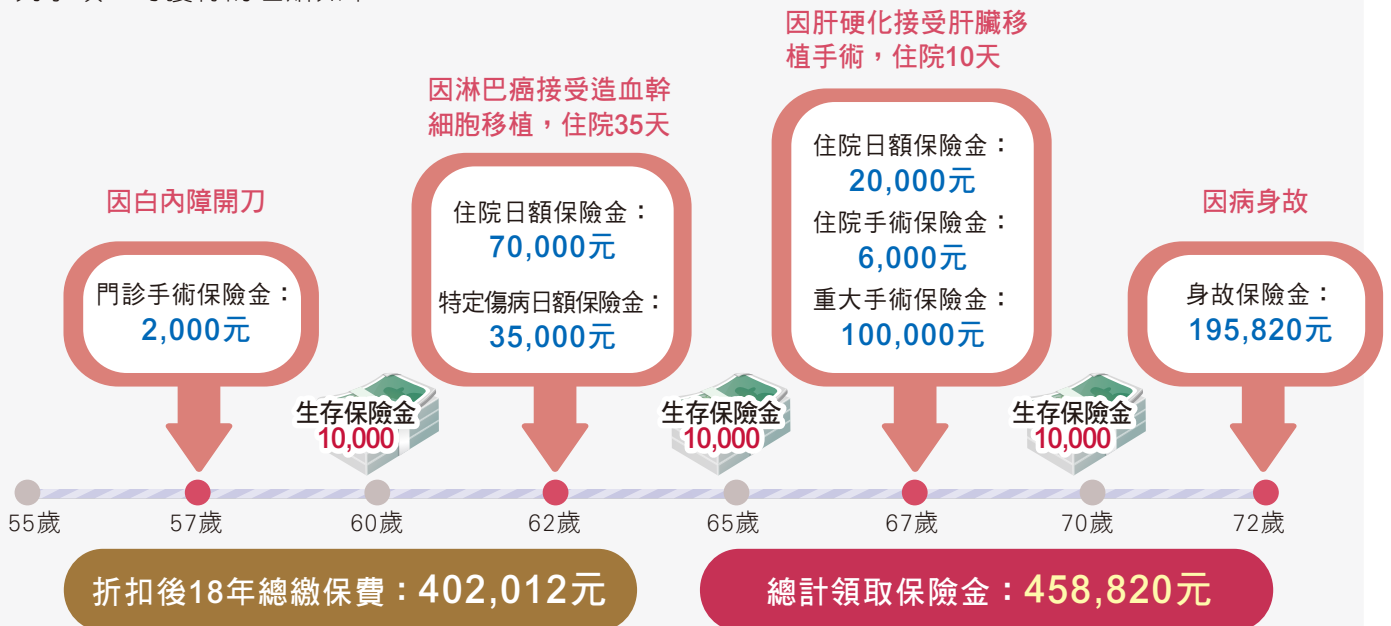 因白內障開刀
門診手術保險金：
2,000元
因淋巴癌接受造血幹
細胞移植，住院35天
住院日額保險金：
70,000元
特定傷病日額保險金：
35,000元
因肝硬化接受肝臟移
植手術，住院10天
住院日額保險金：
20,000元
住院手術保險金：
6,000元
重大手術保險金：
100,000元
因病身故
身故保險金：
195,820元
生存保險金
10,000
生存保險金
10,000
生存保險金
10,000
55歲
57歲
60歲
62歲
65歲
67歲
70歲
72歲
折扣後18年總繳保費：402,012元
總計領取保險金：458,820元